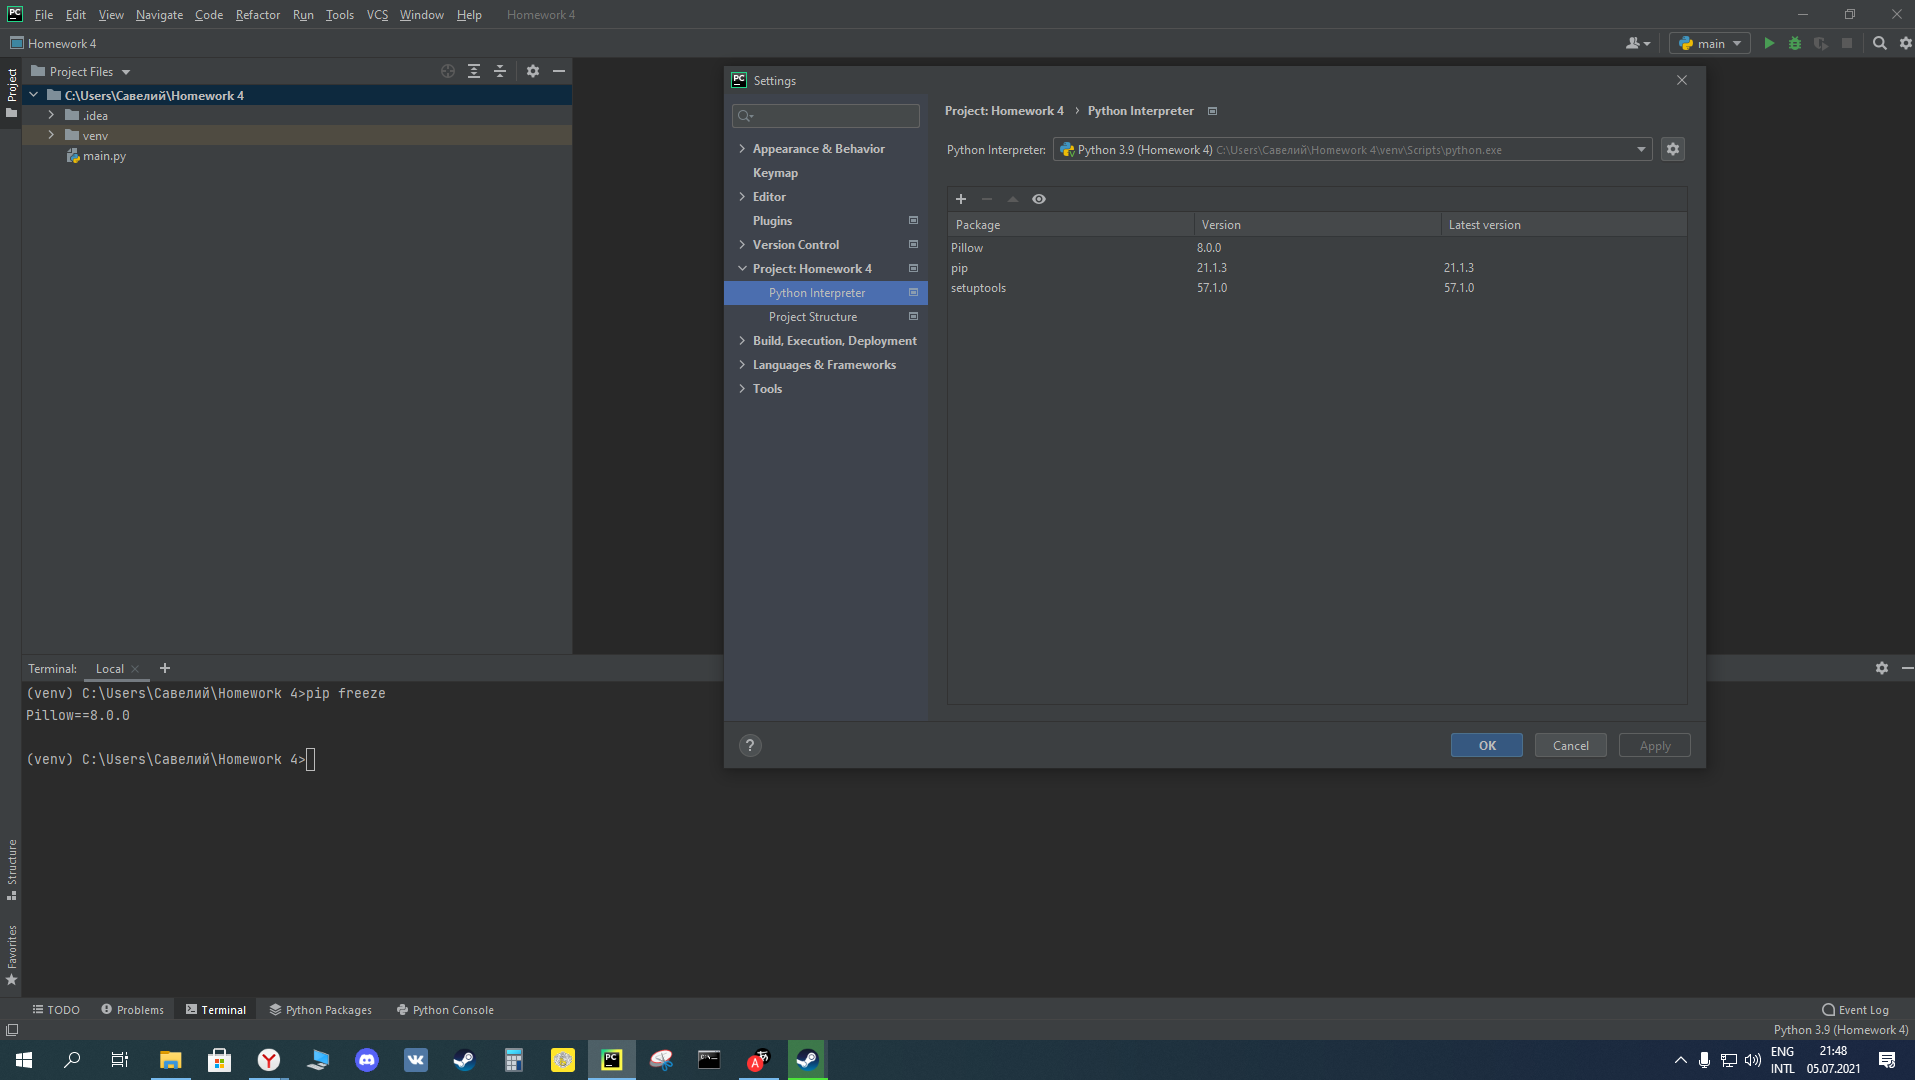 PC File Edit View Navigate Code Refactor Run Tools VCS Window Help Homework 4
Homework 4
main
Project
Project Files
C:\Users\Савелий\Homework 4
.idea
venv
main.py
PC Settings
Appearance & Behavior
Keymap
Editor
Plugins
Version Control
Project: Homework 4
Python Interpreter
Project Structure
Build, Execution, Deployment
Languages & Frameworks
Tools
Project: Homework 4 › Python Interpreter
Python Interpreter: Python 3.9 (Homework 4) C:\Users\Савелий\Homework 4\venv\Scripts\python.exe
Package Version Latest version
Pillow 8.0.0
pip 21.1.3 21.1.3
setuptools 57.1.0 57.1.0
? OK Cancel Apply
Terminal: Local
(venv) C:\Users\Савелий\Homework 4>pip freeze
Pillow==8.0.0
(venv) C:\Users\Савелий\Homework 4>
Structure
Favorites
TODO Problems Terminal Python Packages Python Console Event Log
Python 3.9 (Homework 4)
ENG 21:48
INTL 05.07.2021